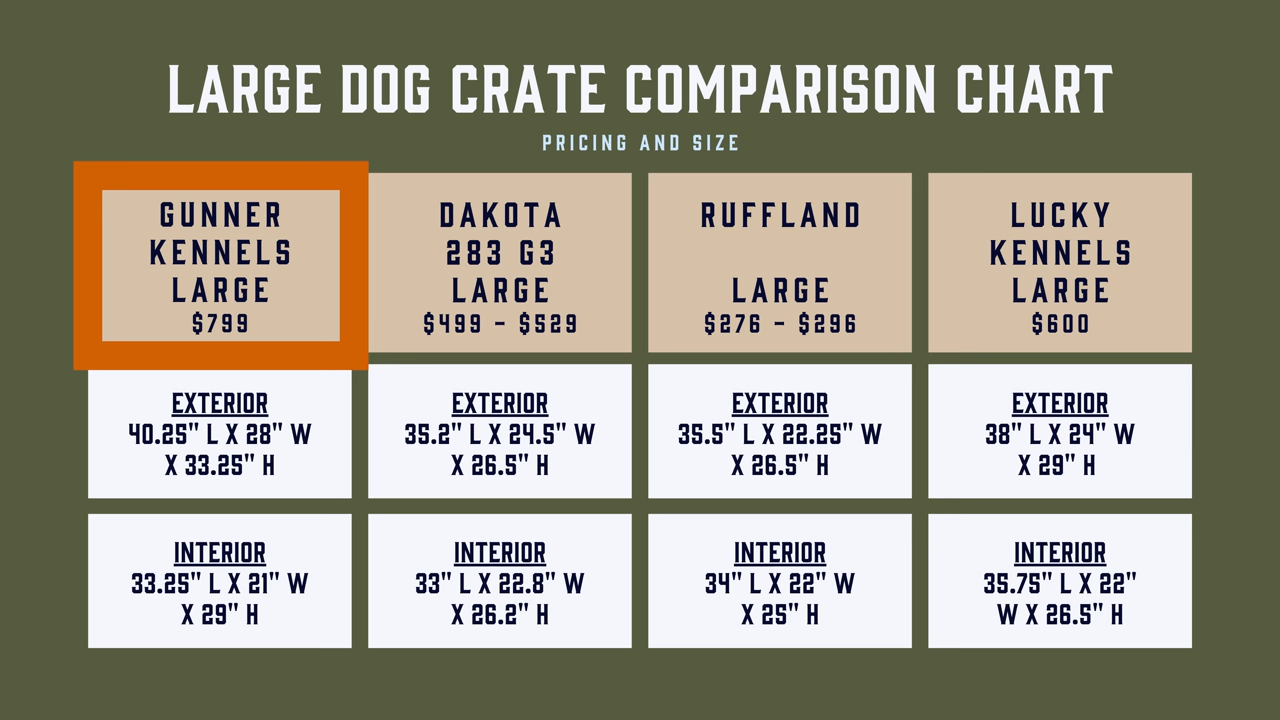 LARGE DOG CRATE COMPARISON CHART
PRICING AND SIZE
GUNNER
KENNELS
LARGE
$799
DAKOTA
283 G3
LARGE
$499 - $529
RUFFLAND
LARGE
$276 - $296
LUCKY
KENNELS
LARGE
$600
EXTERIOR
40.25" L X 28" W
X 33.25" H
EXTERIOR
35.2" L X 24.5" W
X 26.5" H
EXTERIOR
35.5" L X 22.25" W
X 26.5" H
EXTERIOR
38" L X 24" W
X 29" H
INTERIOR
33.25" L X 21" W
X 29" H
INTERIOR
33" L X 22.8" W
X 26.2" H
INTERIOR
34" L X 22" W
X 25" H
INTERIOR
35.75" L X 22"
W X 26.5" H